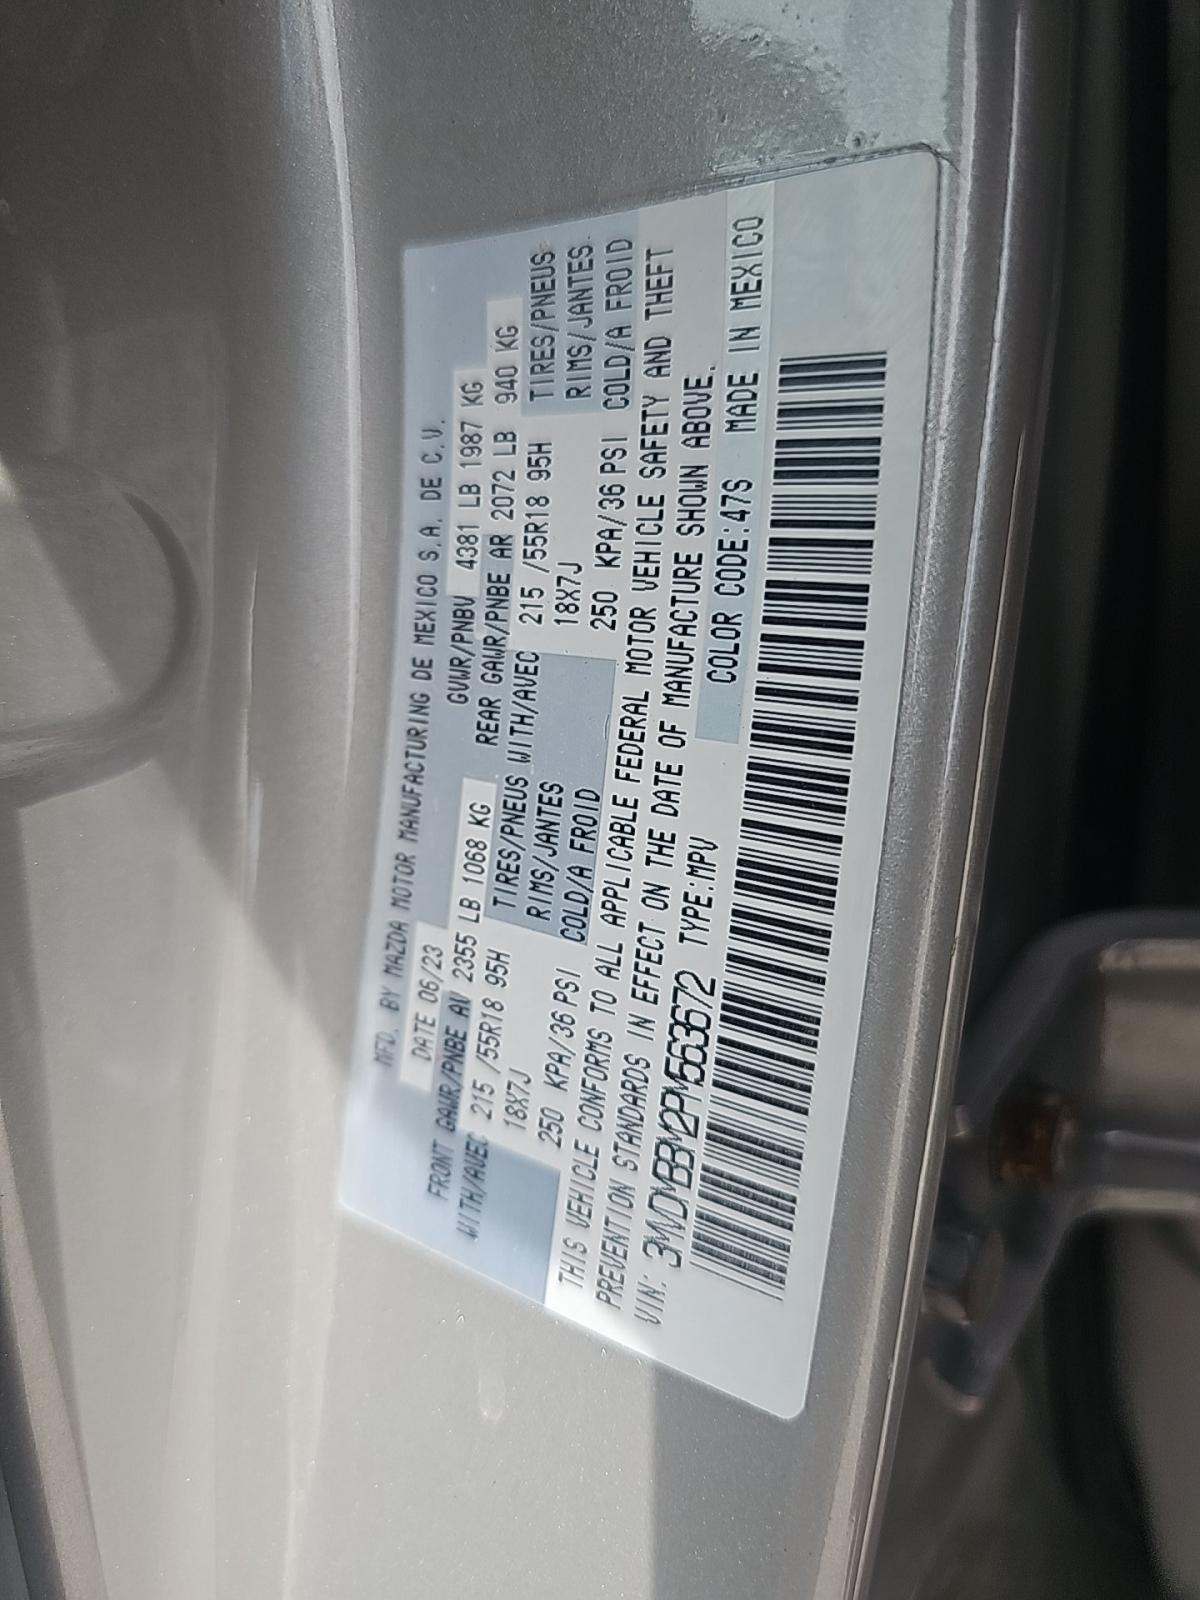 MFD. BY MAZDA MOTOR MANUFACTURING DE MEXICO S.A. DE C.V.
DATE 06/23 GVWR/PNBV 4381 LB 1987 KG
FRONT GAWR/PNBE AV 2355 LB 1068 KG REAR GAWR/PNBE AR 2072 LB 940 KG
WITH/AVEC 215 /55R18 95H TIRES/PNEUS WITH/AVEC 215 /55R18 95H TIRES/PNEUS
18X7J RIMS/JANTES 18X7J RIMS/JANTES
250 KPA/36 PSI COLD/A FROID 250 KPA/36 PSI COLD/A FROID
THIS VEHICLE CONFORMS TO ALL APPLICABLE FEDERAL MOTOR VEHICLE SAFETY AND THEFT
PREVENTION STANDARDS IN EFFECT ON THE DATE OF MANUFACTURE SHOWN ABOVE.
VIN: 3MVDMBBM2PM563672 TYPE:MPV COLOR CODE:47S MADE IN MEXICO